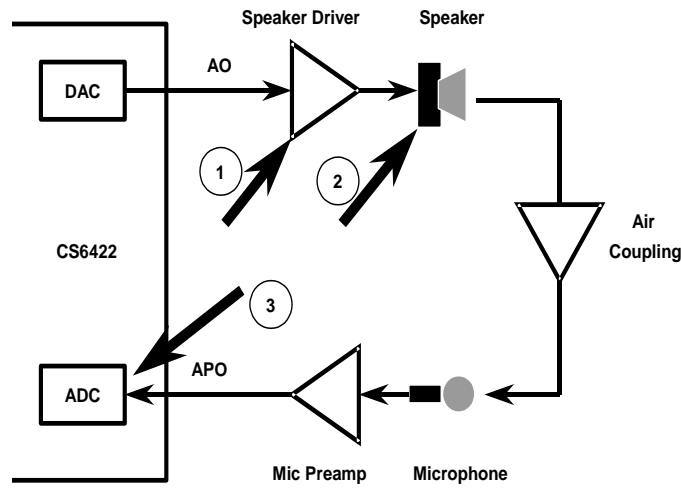 Speaker Driver
Speaker
AO
DAC
1
2
Air
Coupling
CS6422
3
APO
ADC
Mic Preamp
Microphone